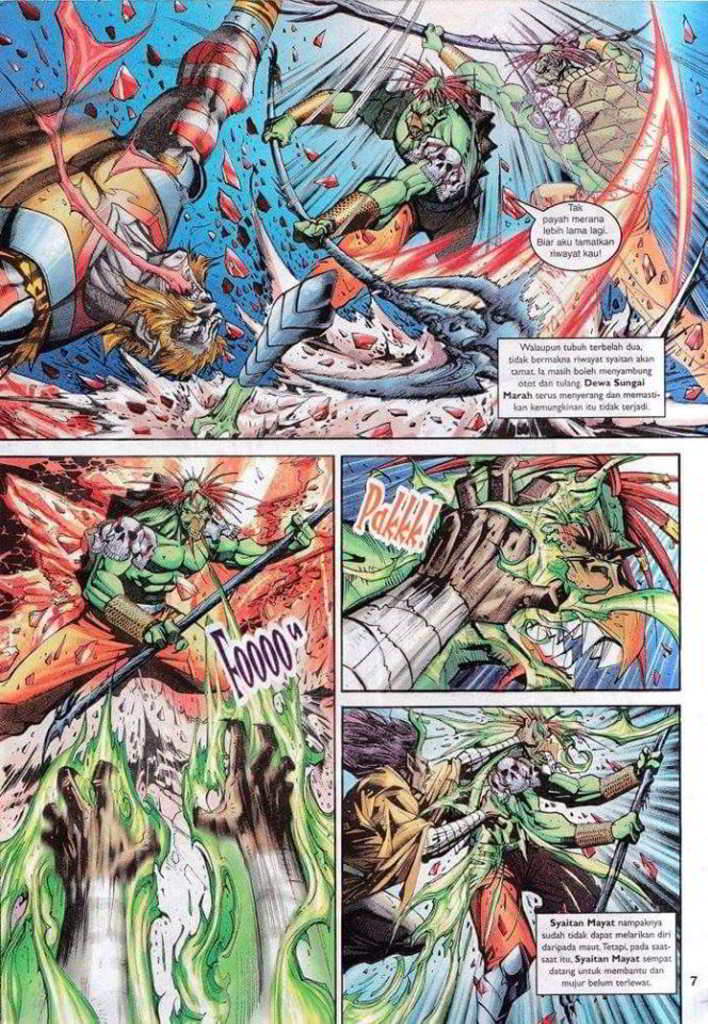 Tak
payah merana
lebih lama lagi.
Biar aku tamatkan
riwayat kau!
Walaupun tubuh terbelah dua,
tidak bermakna riwayat syaitan akan
tamat. Ia masih boleh menyambung
otot dan tulang. Dewa Sungai
Marah terus menyerang dan memasti-
kan kemungkinan itu tidak terjadi.
Foooo
Pakkk!
Syaitan Mayat nampaknya
sudah tidak dapat melarikan diri
daripada maut. Tetapi, pada saat-
saat itu, Syaitan Mayat sempat
datang untuk membantu dan
mujur belum terlewat.
7